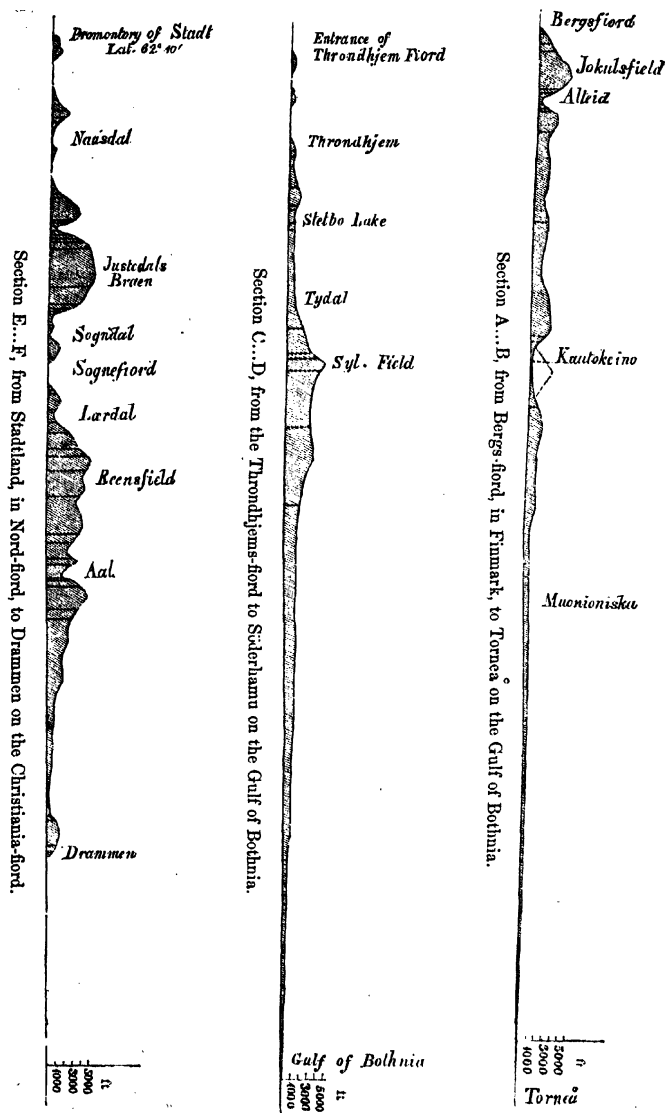 Promontory of Stadt
Lat. 62° 10'
Nausdal
Justedals
Bræen
Sogndal
Sognefiord
Lærdal
Reensfield
Aal
Drammen
1000 3000 5000 ft
Section E...F, from Stadtland, in Nord-fiord, to Drammen on the Christiania-fiord.
Entrance of
Throndhjem Fiord
Throndhjem
Stelbo Lake
Tydal
Syl. Field
Gulf of Bothnia
1000 3000 5000 ft
Section C...D, from the Throndhjems-fiord to Süderhamu on the Gulf of Bothnia.
Bergsfiord
Jokulsfield
Alteid
Kautokeino
Muonioniska
1000 3000 5000 ft
Torneå
Section A...B, from Bergs-fiord, in Finmark, to Torneå on the Gulf of Bothnia.